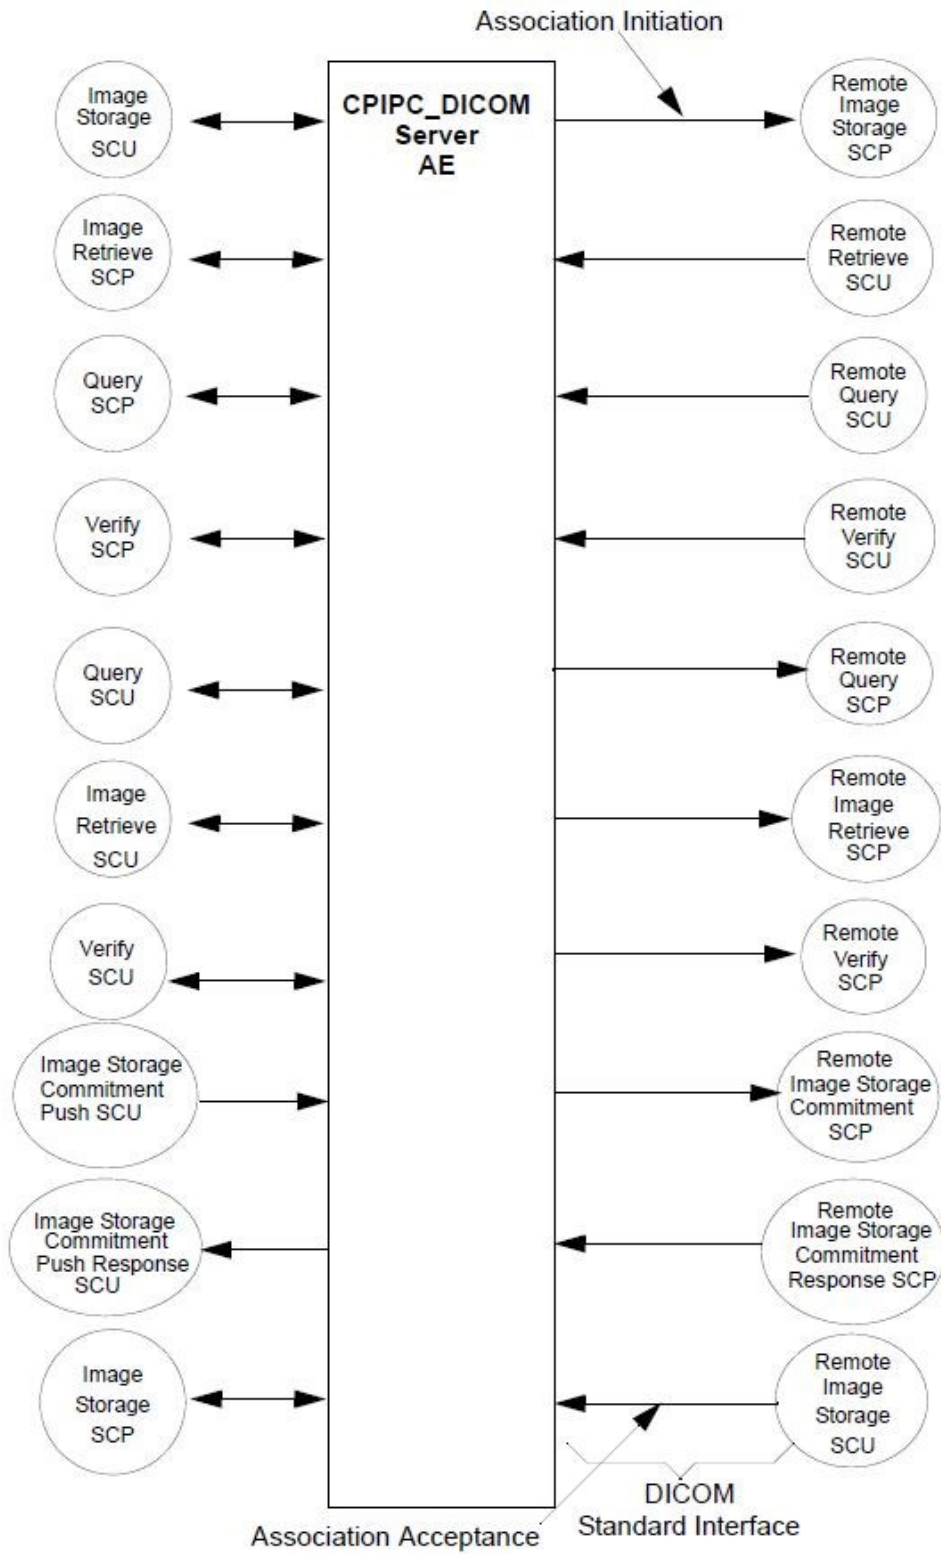 Association Initiation
CPIPC_DICOM
Server
AE
Image
Storage
SCU
Remote
Image
Storage
SCP
Image
Retrieve
SCP
Remote
Retrieve
SCU
Query
SCP
Remote
Query
SCU
Verify
SCP
Remote
Verify
SCU
Query
SCU
Remote
Query
SCP
Image
Retrieve
SCU
Remote
Image
Retrieve
SCP
Verify
SCU
Remote
Verify
SCP
Image Storage
Commitment
Push SCU
Remote
Image Storage
Commitment
SCP
Image Storage
Commitment
Push Response
SCU
Remote
Image Storage
Commitment
Response SCP
Image
Storage
SCP
Remote
Image
Storage
SCU
DICOM
Standard Interface
Association Acceptance